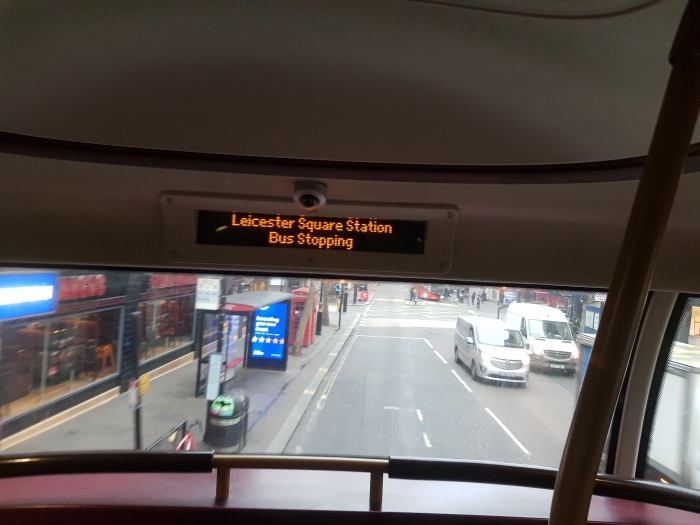 Leicester Square Station
Bus Stopping